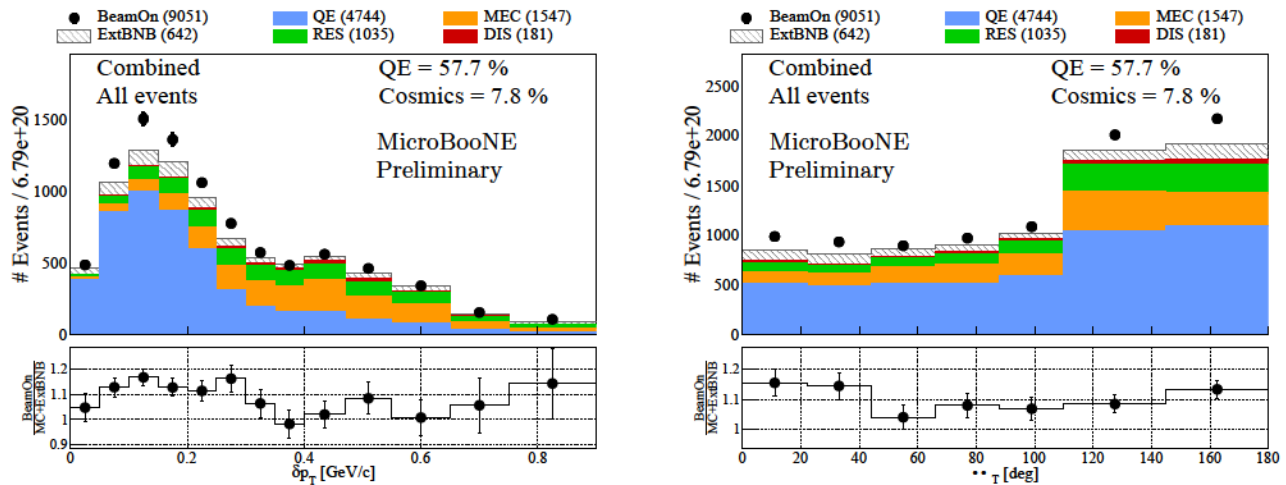 BeamOn (9051) QE (4744) MEC (1547)
ExtBNB (642) RES (1035) DIS (181)
Combined QE = 57.7 %
All events Cosmics = 7.8 %
MicroBooNE
Preliminary
# Events / 6.79e+20
1500
1000
500
0
BeamOn
MC+ExtBNB
1.2
1.1
1
0.9
0 0.2 0.4 0.6 0.8
δp_T [GeV/c]
BeamOn (9051) QE (4744) MEC (1547)
ExtBNB (642) RES (1035) DIS (181)
Combined QE = 57.7 %
All events Cosmics = 7.8 %
MicroBooNE
Preliminary
# Events / 6.79e+20
2500
2000
1500
1000
500
0
BeamOn
MC+ExtBNB
1.2
1.1
1
0 20 40 60 80 100 120 140 160 180
•• T [deg]